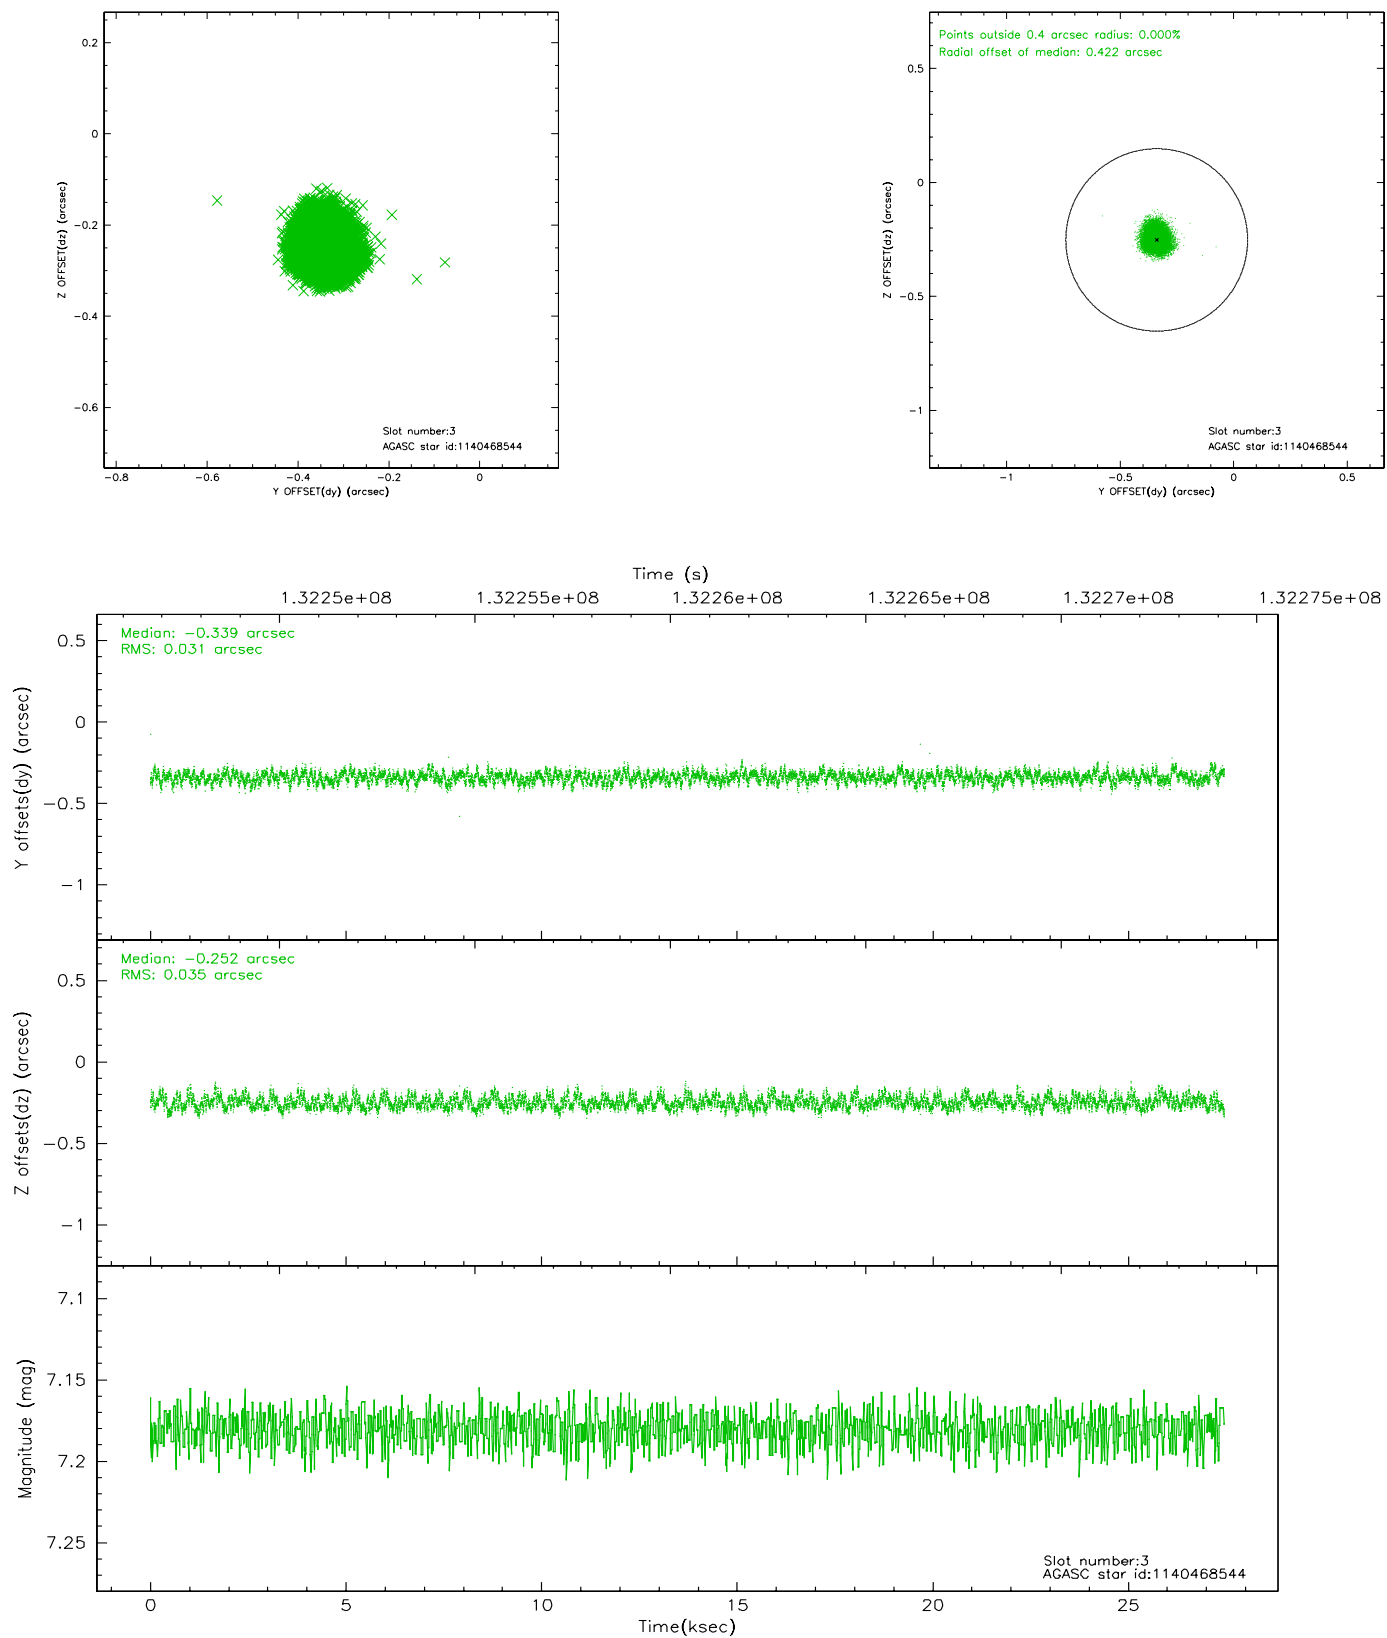 0.2
0
−0.2
−0.4
−0.6
Z OFFSET(dz) (arcsec)
Slot number:3
AGASC star id:1140468544
−0.8
−0.6
−0.4
−0.2
0
Y OFFSET(dy) (arcsec)
Points outside 0.4 arcsec radius: 0.000%
Radial offset of median: 0.422 arcsec
0.5
0
−0.5
−1
Z OFFSET(dz) (arcsec)
Slot number:3
AGASC star id:1140468544
−1
−0.5
0
0.5
Y OFFSET(dy) (arcsec)
Time (s)
1.3225e+08
1.32255e+08
1.3226e+08
1.32265e+08
1.3227e+08
1.32275e+08
Median: −0.339 arcsec
RMS: 0.031 arcsec
0.5
0
−0.5
−1
Y offsets(dy) (arcsec)
Median: −0.252 arcsec
RMS: 0.035 arcsec
0.5
0
−0.5
−1
Z offsets(dz) (arcsec)
7.1
7.15
7.2
7.25
Magnitude (mag)
Slot number:3
AGASC star id:1140468544
0
5
10
15
20
25
Time(ksec)